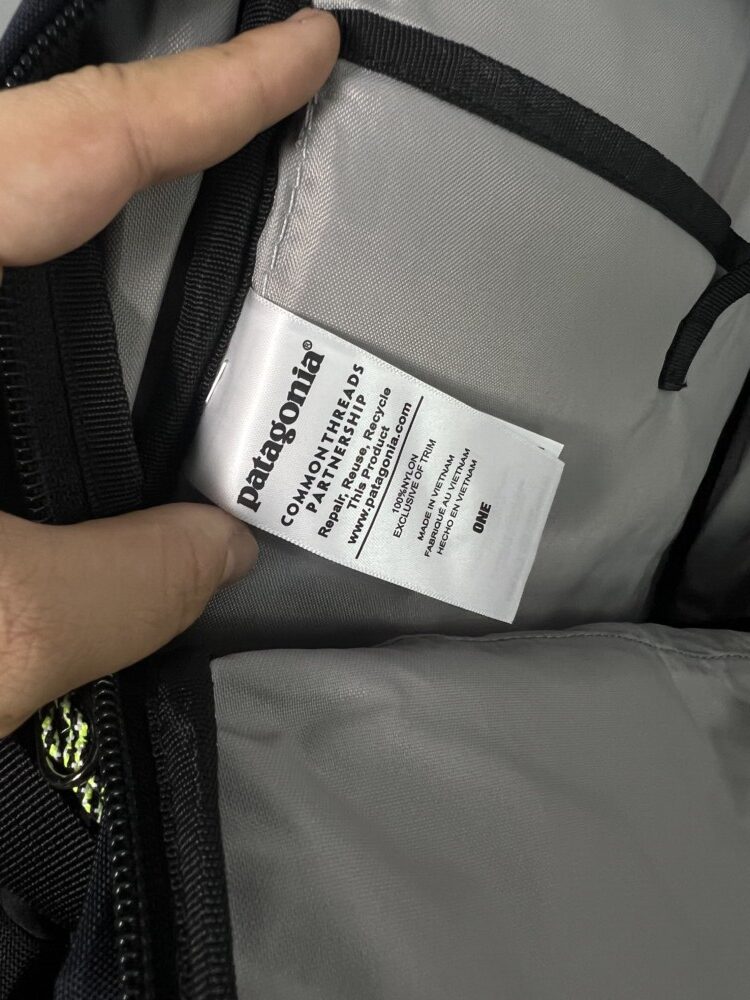 patagonia®
COMMONTHREADS
PARTNERSHIP
Repair, Reuse, Recycle
This Product
www.patagonia.com
100%NYLON
EXCLUSIVE OF TRIM
MADE IN VIETNAM
FABRIQUÉ AU VIETNAM
HECHO EN VIETNAM
ONE